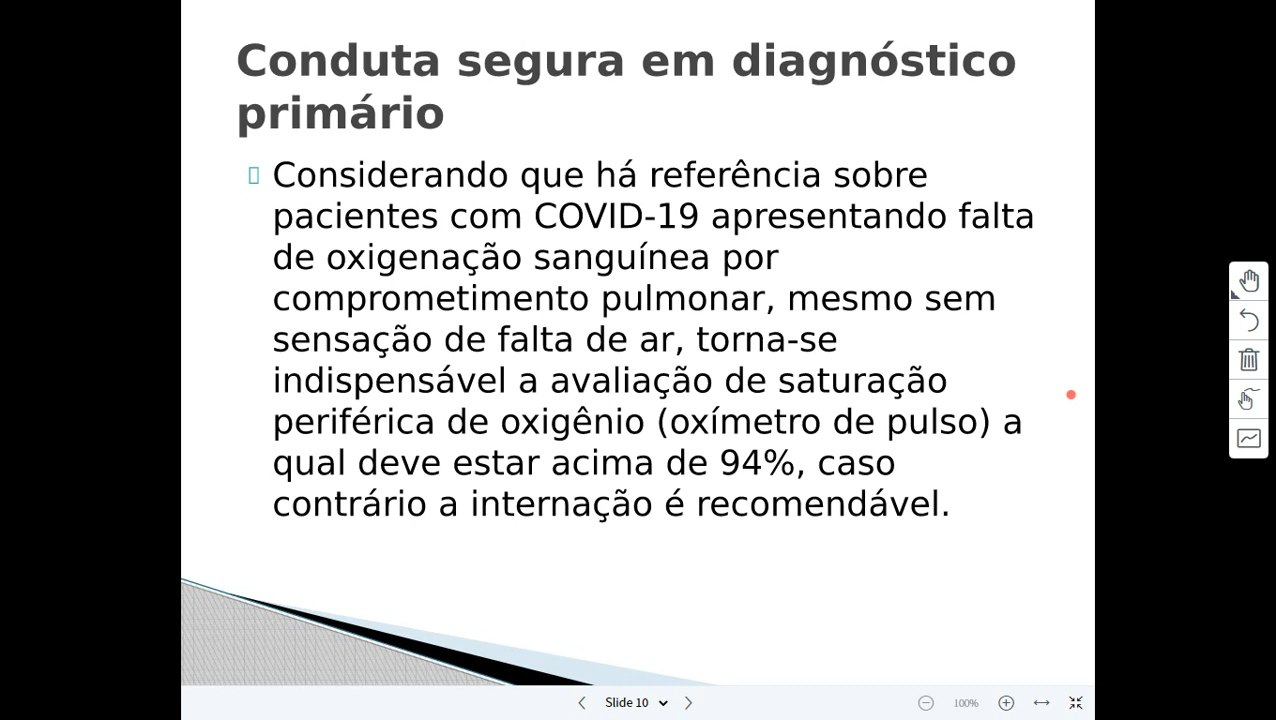 Conduta segura em diagnóstico
primário
Considerando que há referência sobre
pacientes com COVID-19 apresentando falta
de oxigenação sanguínea por
comprometimento pulmonar, mesmo sem
sensação de falta de ar, torna-se
indispensável a avaliação de saturação
periférica de oxigênio (oxímetro de pulso) a
qual deve estar acima de 94%, caso
contrário a internação é recomendável.
Slide 10
100%